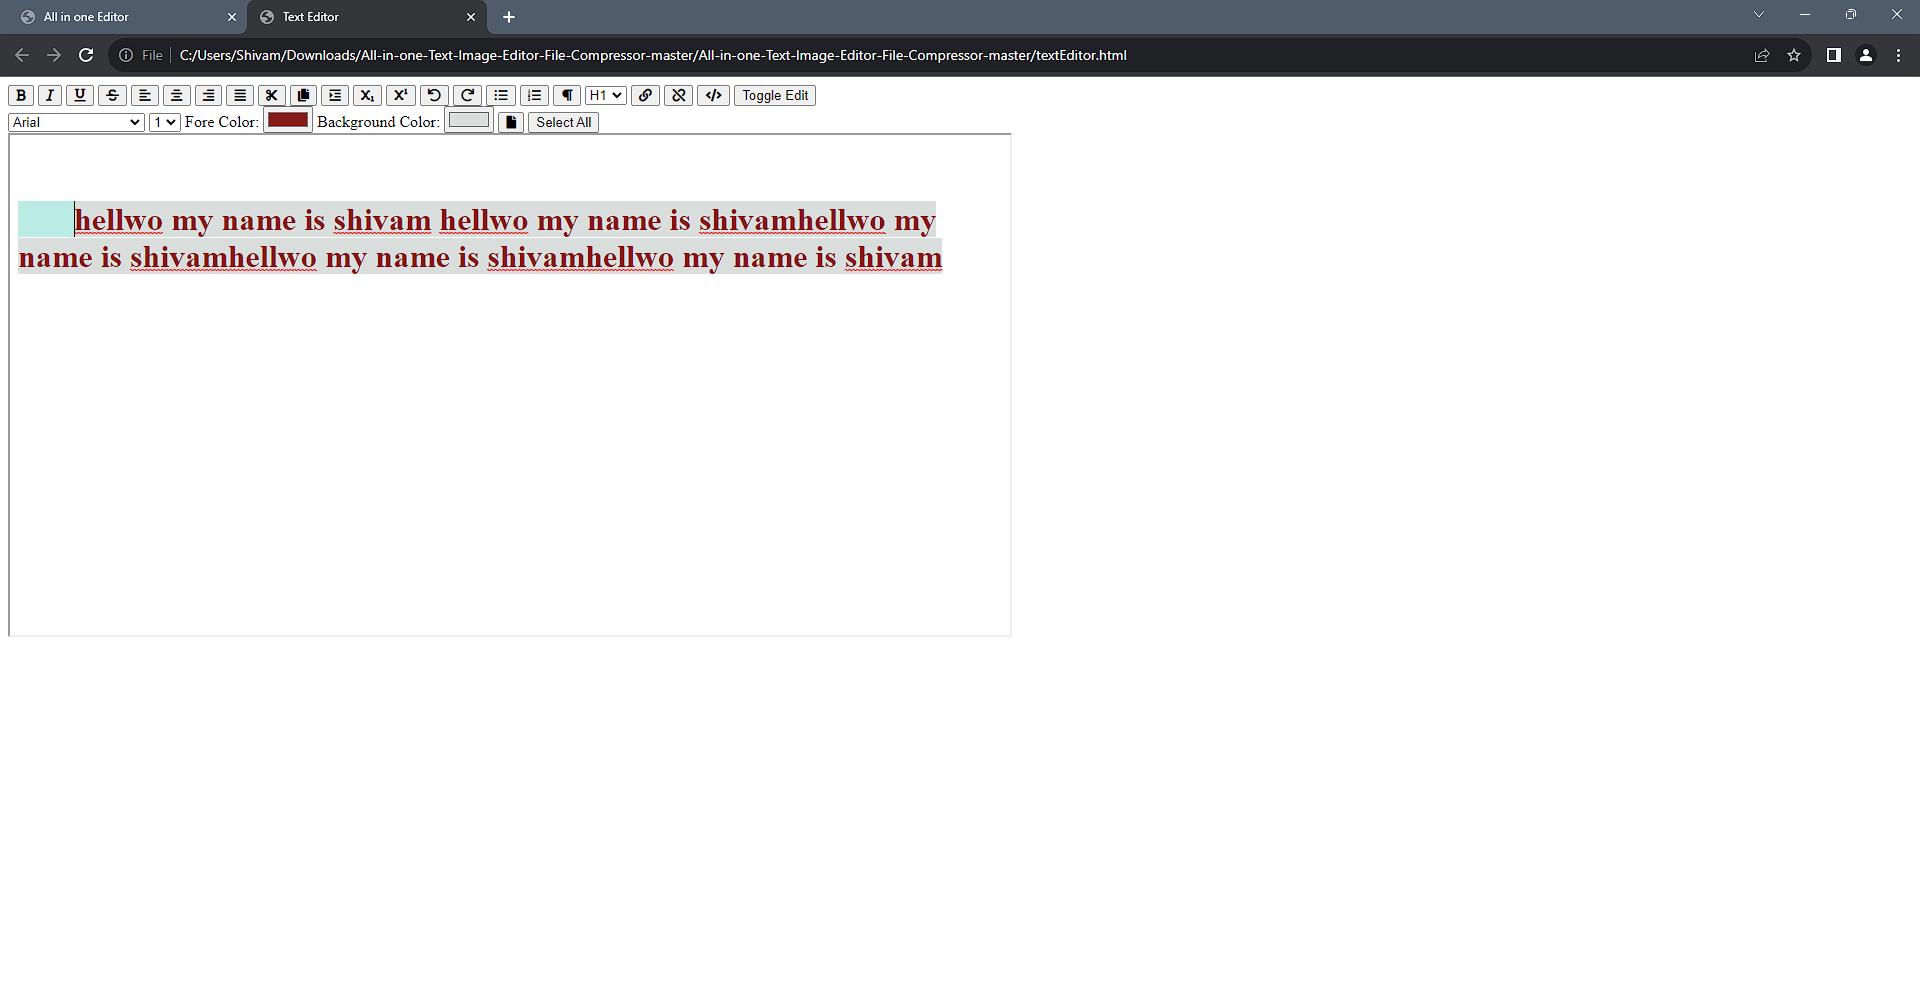 All in one Editor
Text Editor
File
C:/Users/Shivam/Downloads/All-in-one-Text-Image-Editor-File-Compressor-master/All-in-one-Text-Image-Editor-File-Compressor-master/textEditor.html
B I U S X₁ X¹ ¶ H1 </> Toggle Edit
Arial 1 Fore Color: Background Color: Select All
hellwo my name is shivam hellwo my name is shivamhellwo my
name is shivamhellwo my name is shivamhellwo my name is shivam